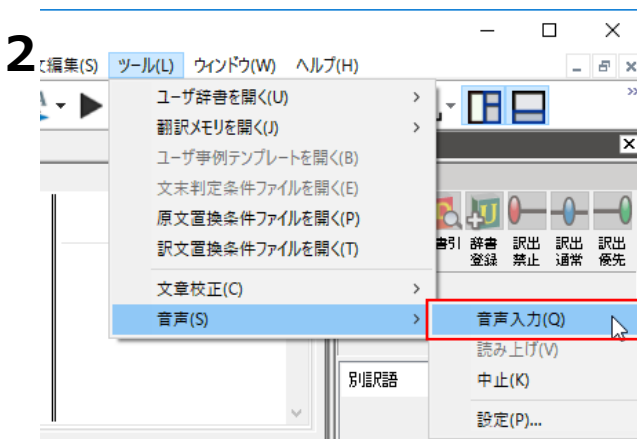 2
文編集(S) ツール(L) ウィンドウ(W) ヘルプ(H)
ユーザ辞書を開く(U)
翻訳メモリを開く(J)
ユーザ事例テンプレートを開く(B)
文末判定条件ファイルを開く(E)
原文置換条件ファイルを開く(P)
訳文置換条件ファイルを開く(T)
文章校正(C)
音声(S)
書引 辞書登録 訳出禁止 訳出通常 訳出優先
音声入力(Q)
読み上げ(V)
中止(K)
設定(P)...
別訳語